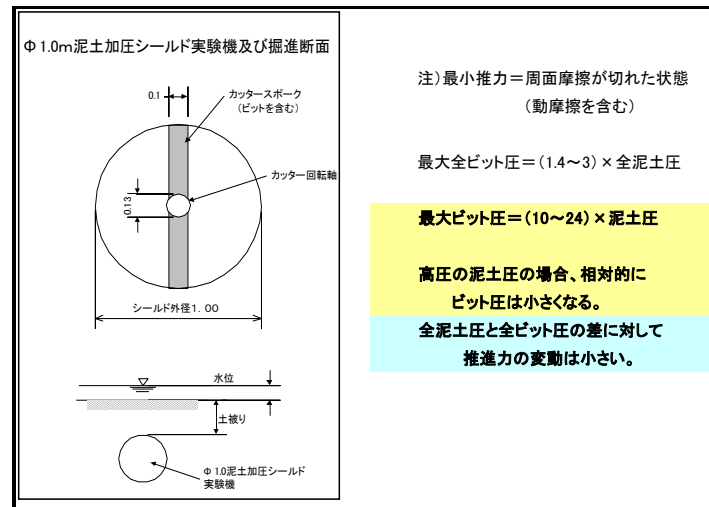 Φ1.0m泥土加圧シールド実験機及び掘進断面
0.1
カッタースポーク
(ビットを含む)
カッター回転軸
0.13
シールド外径1.00
水位
土被り
Φ1.0泥土加圧シールド
実験機
注)最小推力=周面摩擦が切れた状態
(動摩擦を含む)
最大全ビット圧=(1.4~3)×全泥土圧
最大ビット圧=(10~24)×泥土圧
高圧の泥土圧の場合、相対的に
ビット圧は小さくなる。
全泥土圧と全ビット圧の差に対して
推進力の変動は小さい。